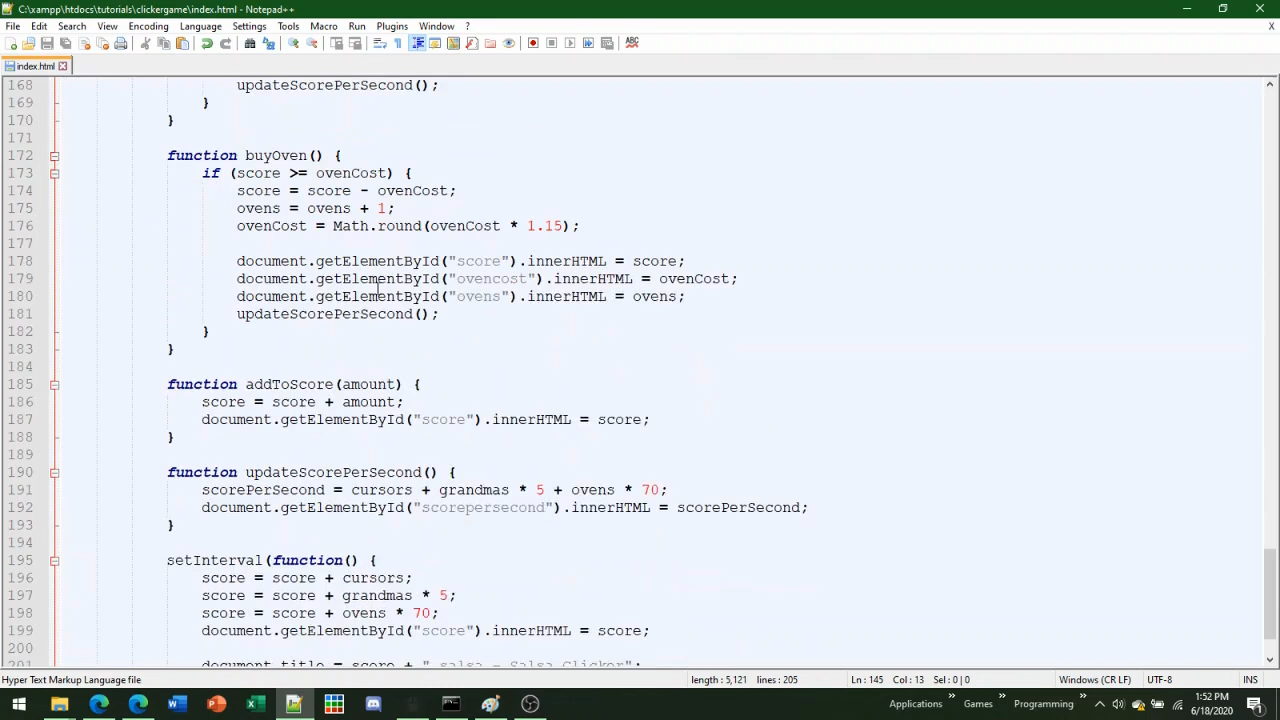 C:\xampp\htdocs\tutorials\clickergame\index.html - Notepad++
File Edit Search View Encoding Language Settings Tools Macro Run Plugins Window ? X
index.html
168 updateScorePerSecond();
169 }
170 }
171
172 function buyOven() {
173 if (score >= ovenCost) {
174 score = score - ovenCost;
175 ovens = ovens + 1;
176 ovenCost = Math.round(ovenCost * 1.15);
177
178 document.getElementById("score").innerHTML = score;
179 document.getElementById("ovencost").innerHTML = ovenCost;
180 document.getElementById("ovens").innerHTML = ovens;
181 updateScorePerSecond();
182 }
183 }
184
185 function addToScore(amount) {
186 score = score + amount;
187 document.getElementById("score").innerHTML = score;
188 }
189
190 function updateScorePerSecond() {
191 scorePerSecond = cursors + grandmas * 5 + ovens * 70;
192 document.getElementById("scorepersecond").innerHTML = scorePerSecond;
193 }
194
195 setInterval(function() {
196 score = score + cursors;
197 score = score + grandmas * 5;
198 score = score + ovens * 70;
199 document.getElementById("score").innerHTML = score;
200
201 document.title = score + " salsa - Salsa Clicker";
Hyper Text Markup Language file length : 5,121 lines : 205 Ln : 145 Col : 13 Sel : 0 | 0 Windows (CR LF) UTF-8 INS
Applications » Games » Programming » 1:52 PM
6/18/2020